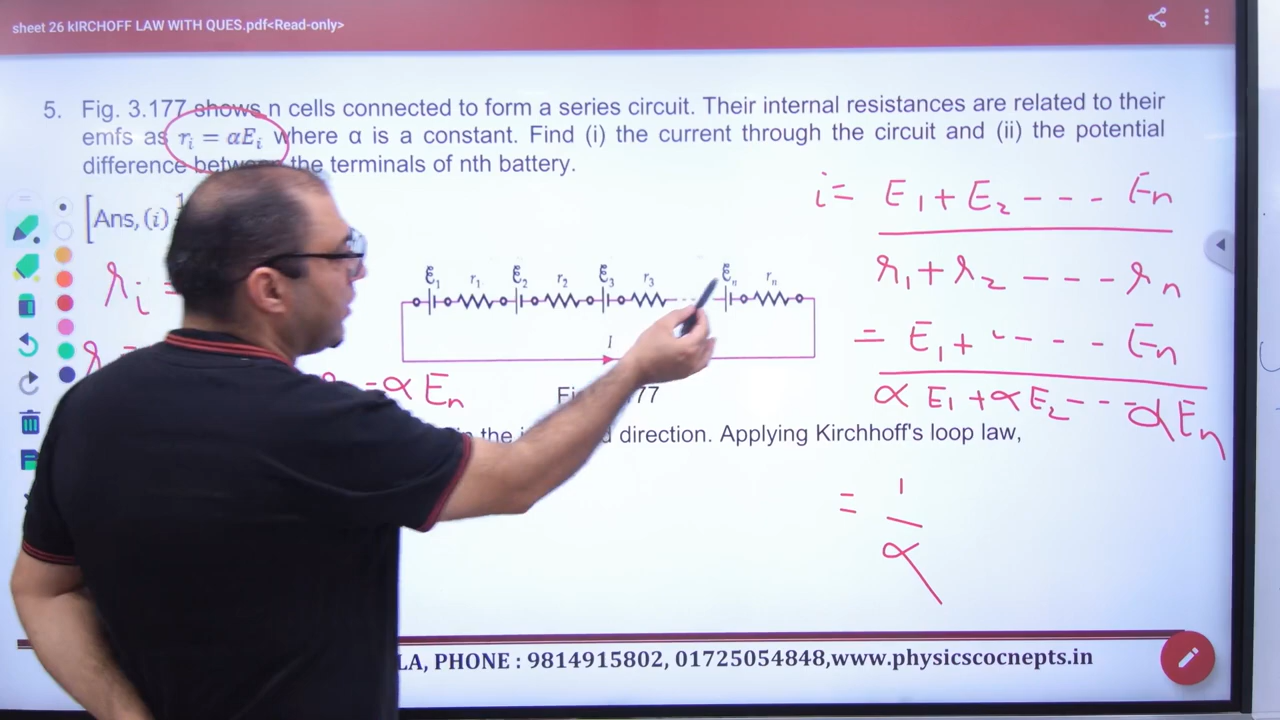 sheet 26 kIRCHOFF LAW WITH QUES.pdf<Read-only>
5. Fig. 3.177 shows n cells connected to form a series circuit. Their internal resistances are related to their
emfs as rᵢ = αEᵢ where α is a constant. Find (i) the current through the circuit and (ii) the potential
difference between the terminals of nth battery.
[Ans, (i) 1
i = E₁ + E₂ - - - - Eₙ
r₁ + r₂ - - - - rₙ
rᵢ =
ℰ₁ r₁ ℰ₂ r₂ ℰ₃ r₃ ℰₙ rₙ
I
= E₁ + - - - - Eₙ
αE₁ + αE₂ - - - αEₙ
= αEₙ
77
the direction. Applying Kirchhoff's loop law,
= 1
α
LA, PHONE : 9814915802, 01725054848,www.physicscocnepts.in